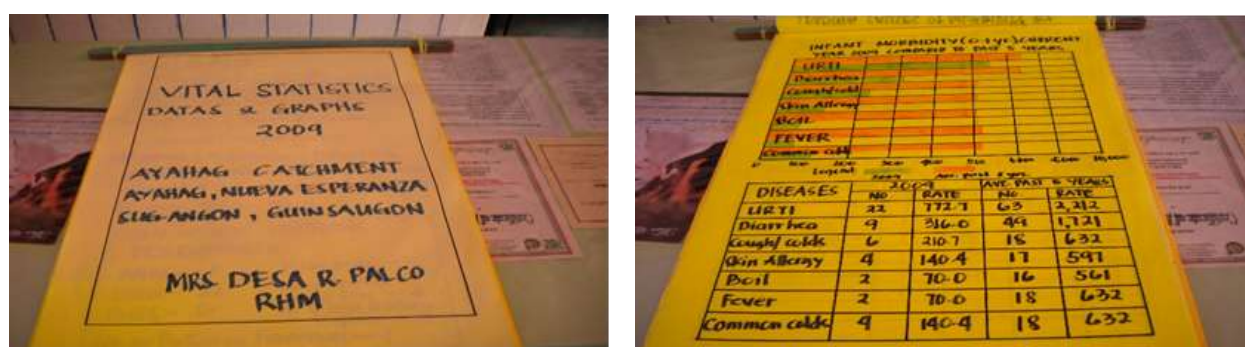 VITAL STATISTICS
DATAS & GRAPHS
2009
AYAHAG CATCHMENT
AYAHAG, NUEVA ESPERANZA
SUG-ANGON, GUINSAUGON
MRS. DESA R. PALCO
RHM
INFANT MORBIDITY (0-1yr) CURRENT
YEAR 2009 COMPARED TO PAST 5 YEARS
URTI
Diarrhea
Cough/cold
Skin Allergy
BOIL
FEVER
Common cold
Legend: 2009 Ave. Past 5 yrs.
DISEASES 2009 AVE. PAST 5 YEARS
NO RATE NO. RATE
URTI 22 772.7 63 2,212
Diarrhea 9 316.0 49 1,721
Cough/colds 6 210.7 18 632
Skin Allergy 4 140.4 17 597
Boil 2 70.0 16 561
Fever 2 70.0 18 632
Common colds 4 140.4 18 632